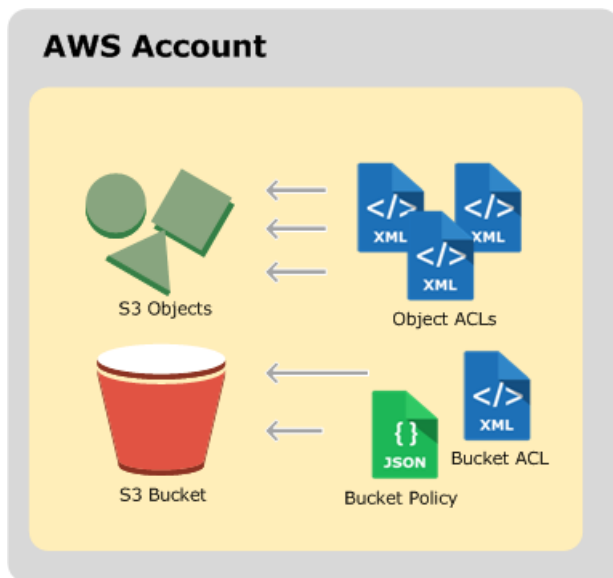 AWS Account
</>
XML
</>
XML
</>
XML
S3 Objects
Object ACLs
</>
XML
{ }
JSON
Bucket ACL
S3 Bucket
Bucket Policy